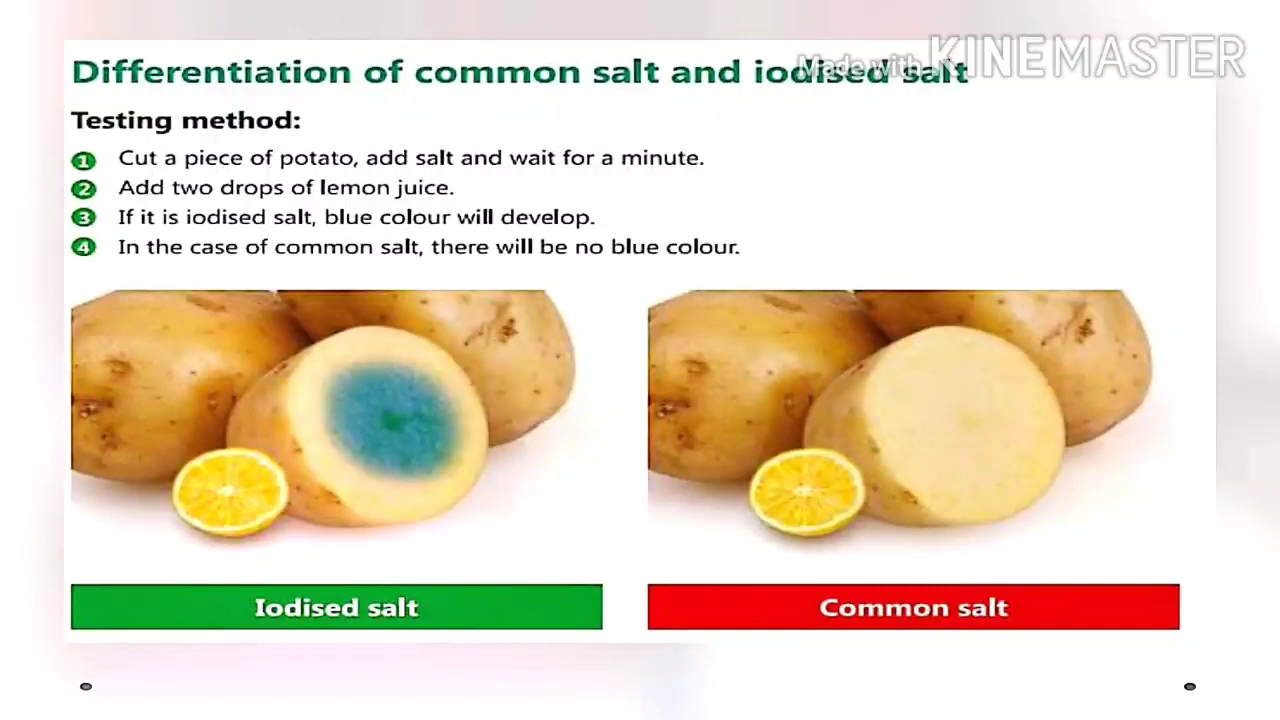 Made with KINEMASTER
Differentiation of common salt and iodised salt
Testing method:
1 Cut a piece of potato, add salt and wait for a minute.
2 Add two drops of lemon juice.
3 If it is iodised salt, blue colour will develop.
4 In the case of common salt, there will be no blue colour.
Iodised salt
Common salt